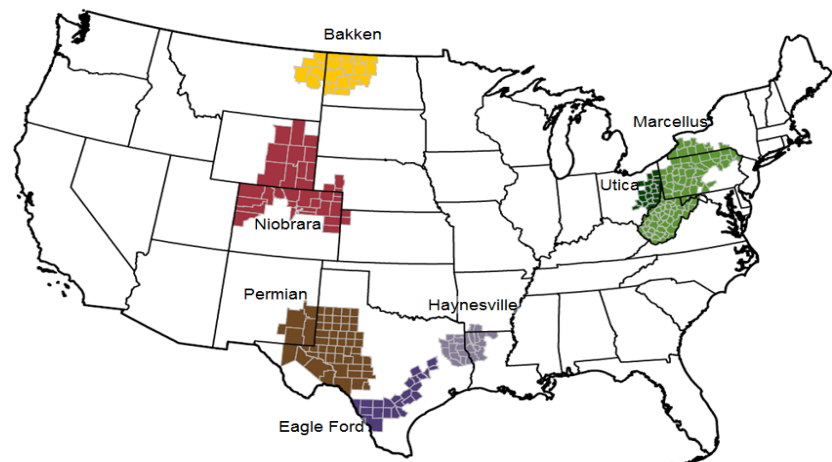 Bakken
Marcellus
Utica
Niobrara
Permian
Haynesville
Eagle Ford